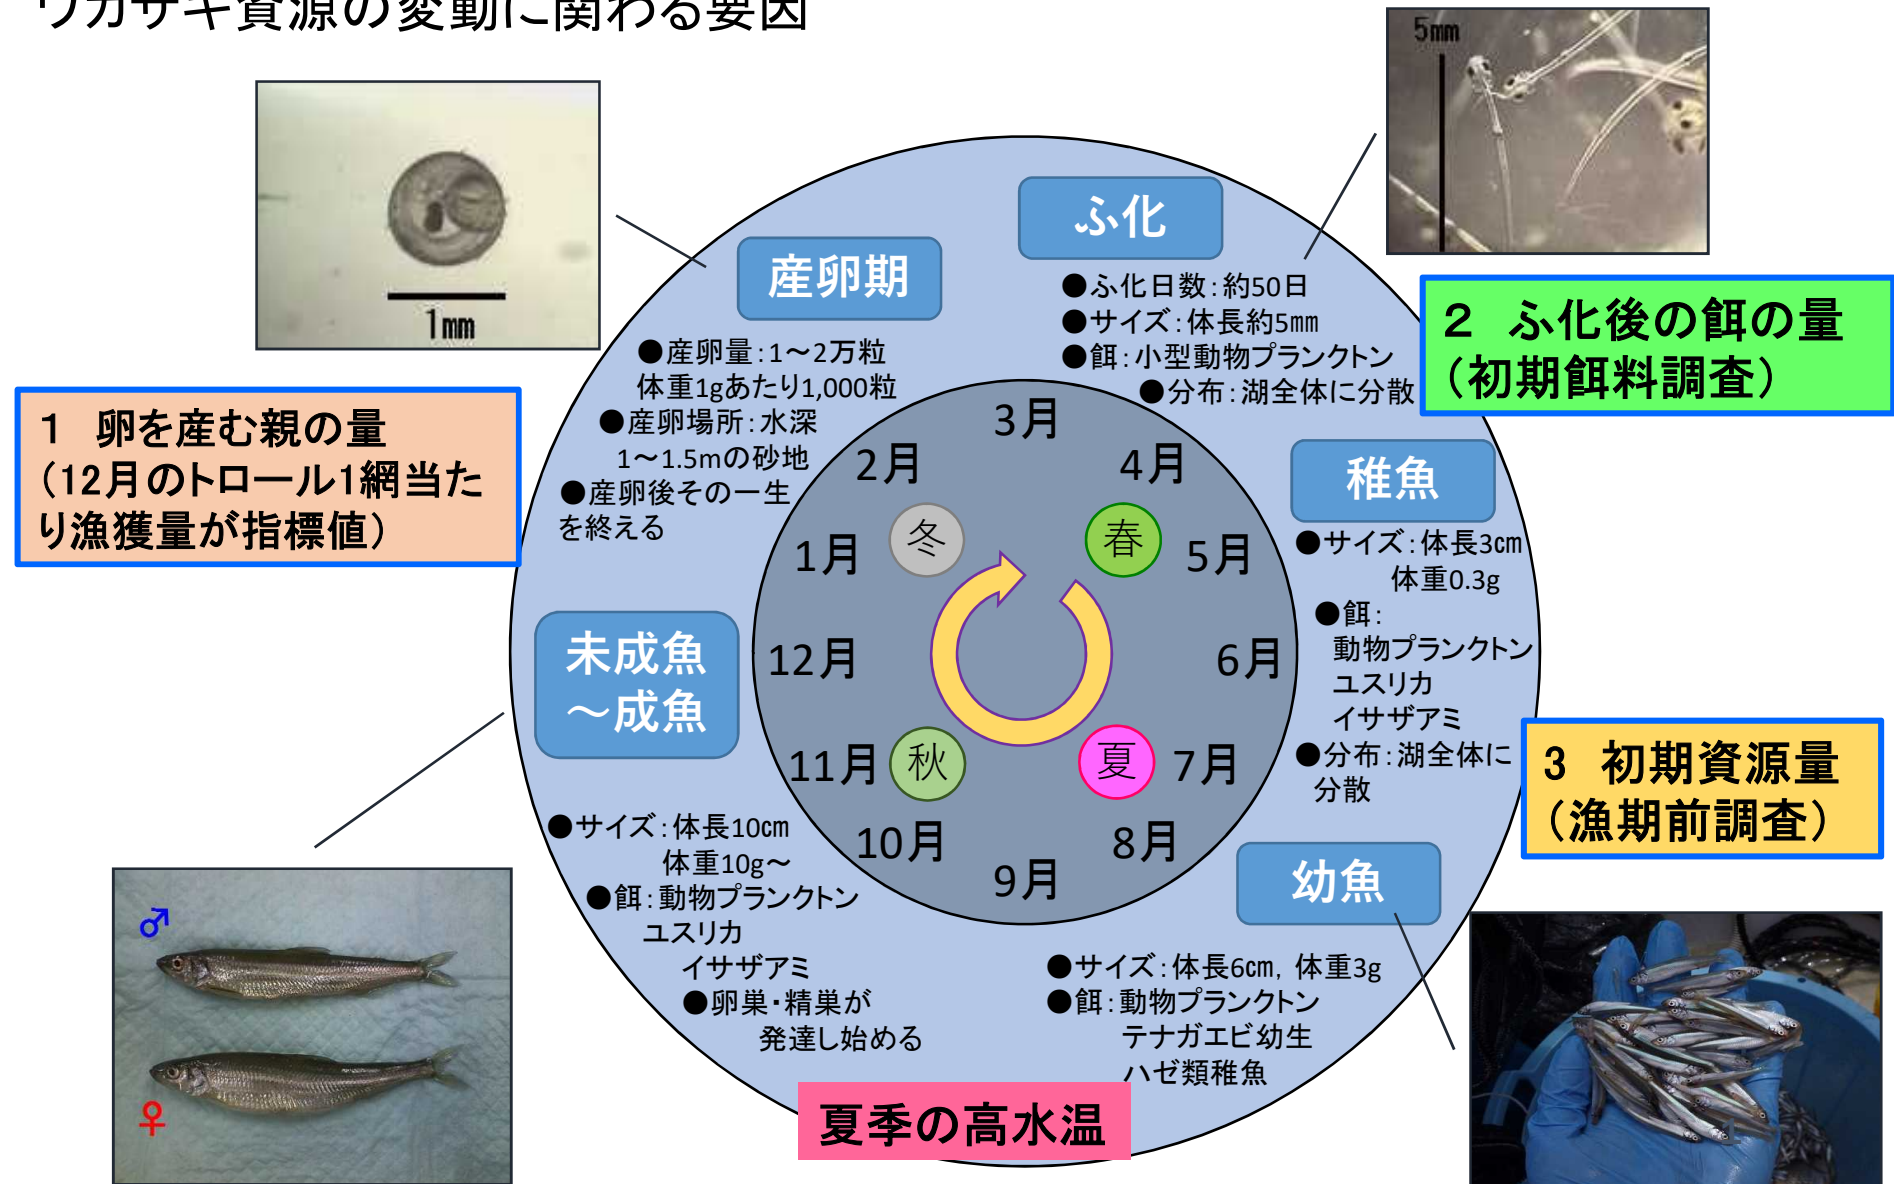 ワカサギ資源の変動に関わる要因
5mm
1mm
ふ化
●ふ化日数：約50日
●サイズ：体長約5㎜
●餌：小型動物プランクトン
●分布：湖全体に分散
産卵期
●産卵量：1～2万粒
体重1gあたり1,000粒
●産卵場所：水深
1～1.5mの砂地
●産卵後その一生
を終える
１　卵を産む親の量
（12月のトロール1網当た
り漁獲量が指標値）
２　ふ化後の餌の量
（初期餌料調査）
稚魚
●サイズ：体長3㎝
体重0.3g
●餌：
動物プランクトン
ユスリカ
イサザアミ
●分布：湖全体に
分散
３　初期資源量
（漁期前調査）
3月
4月
5月
6月
7月
8月
9月
10月
11月
12月
1月
2月
冬
春
夏
秋
未成魚
～成魚
●サイズ：体長10㎝
体重10g～
●餌：動物プランクトン
ユスリカ
イサザアミ
●卵巣・精巣が
発達し始める
幼魚
●サイズ：体長6㎝，体重3g
●餌：動物プランクトン
テナガエビ幼生
ハゼ類稚魚
夏季の高水温
♂
♀